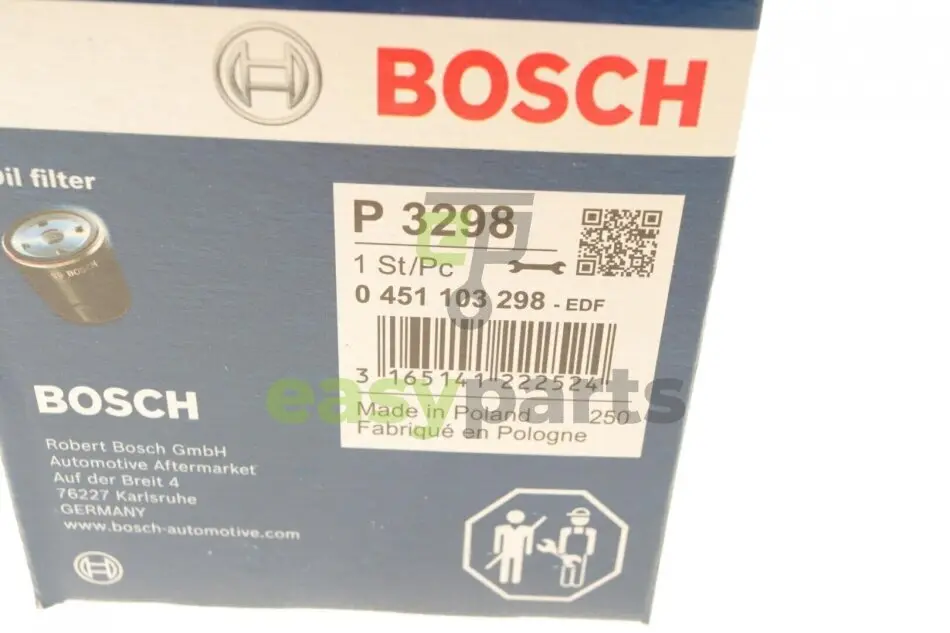 BOSCH
Oil filter
BOSCH
P 3298
1 St/Pc
0 451 103 298 - EDF
3 165141 222524
Made in Poland 250
Fabriqué en Pologne
easyparts
BOSCH
Robert Bosch GmbH
Automotive Aftermarket
Auf der Breit 4
76227 Karlsruhe
GERMANY
www.bosch-automotive.com